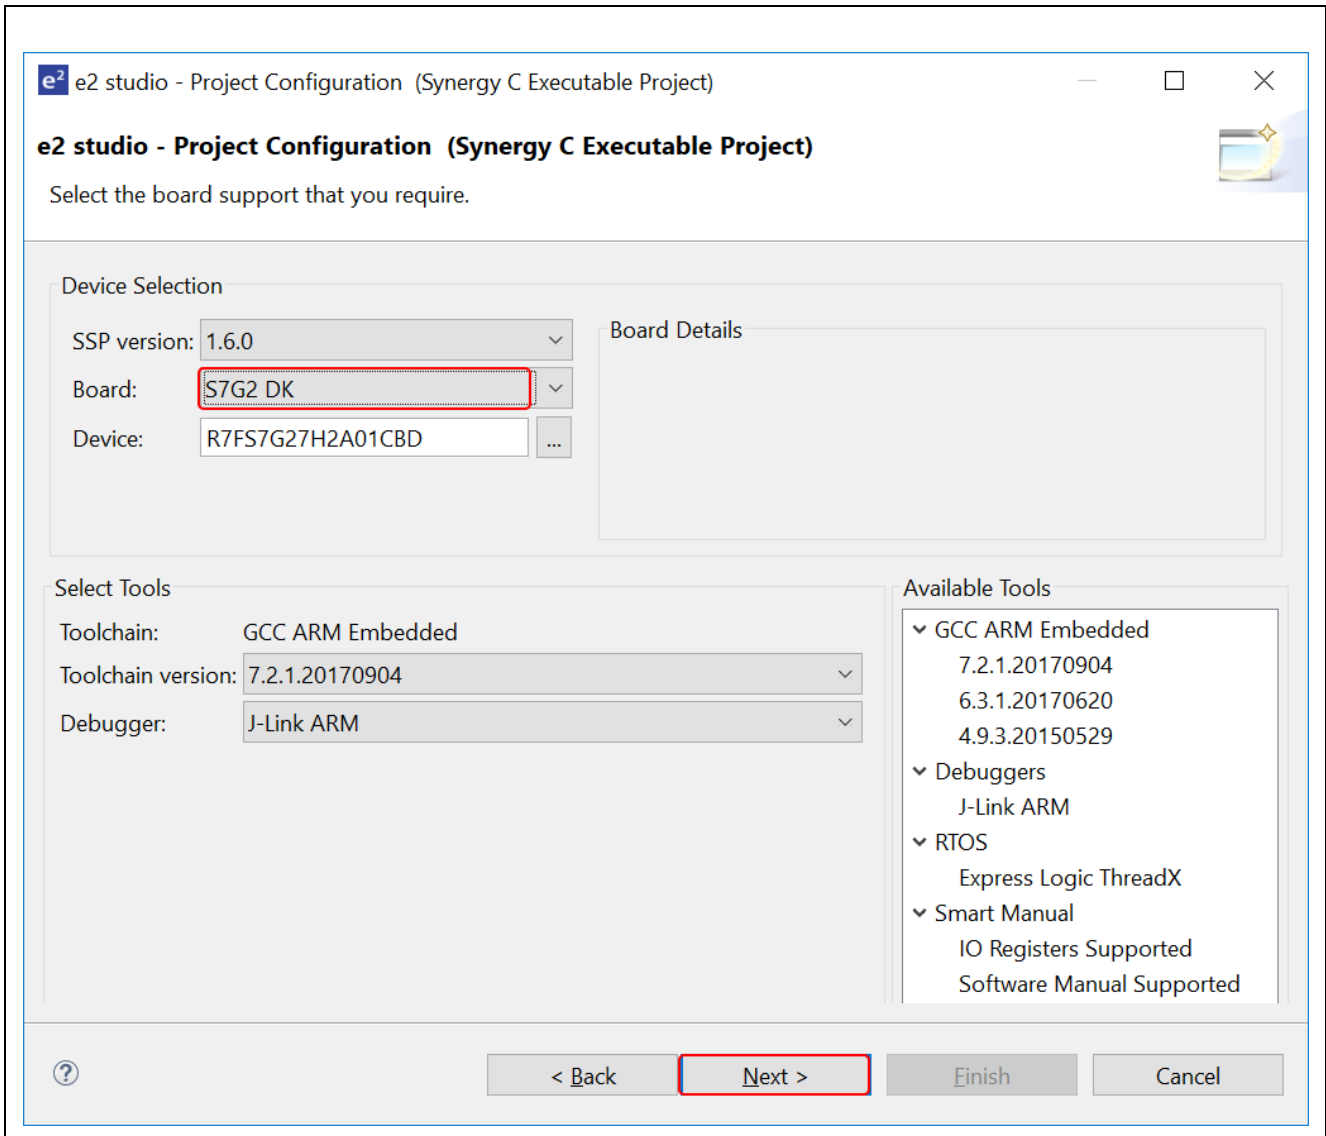 e² e2 studio - Project Configuration (Synergy C Executable Project)
e2 studio - Project Configuration (Synergy C Executable Project)
Select the board support that you require.
Device Selection
SSP version: 1.6.0
Board: S7G2 DK
Device: R7FS7G27H2A01CBD ...
Board Details
Select Tools
Toolchain: GCC ARM Embedded
Toolchain version: 7.2.1.20170904
Debugger: J-Link ARM
Available Tools
GCC ARM Embedded
7.2.1.20170904
6.3.1.20170620
4.9.3.20150529
Debuggers
J-Link ARM
RTOS
Express Logic ThreadX
Smart Manual
IO Registers Supported
Software Manual Supported
? < Back Next > Finish Cancel